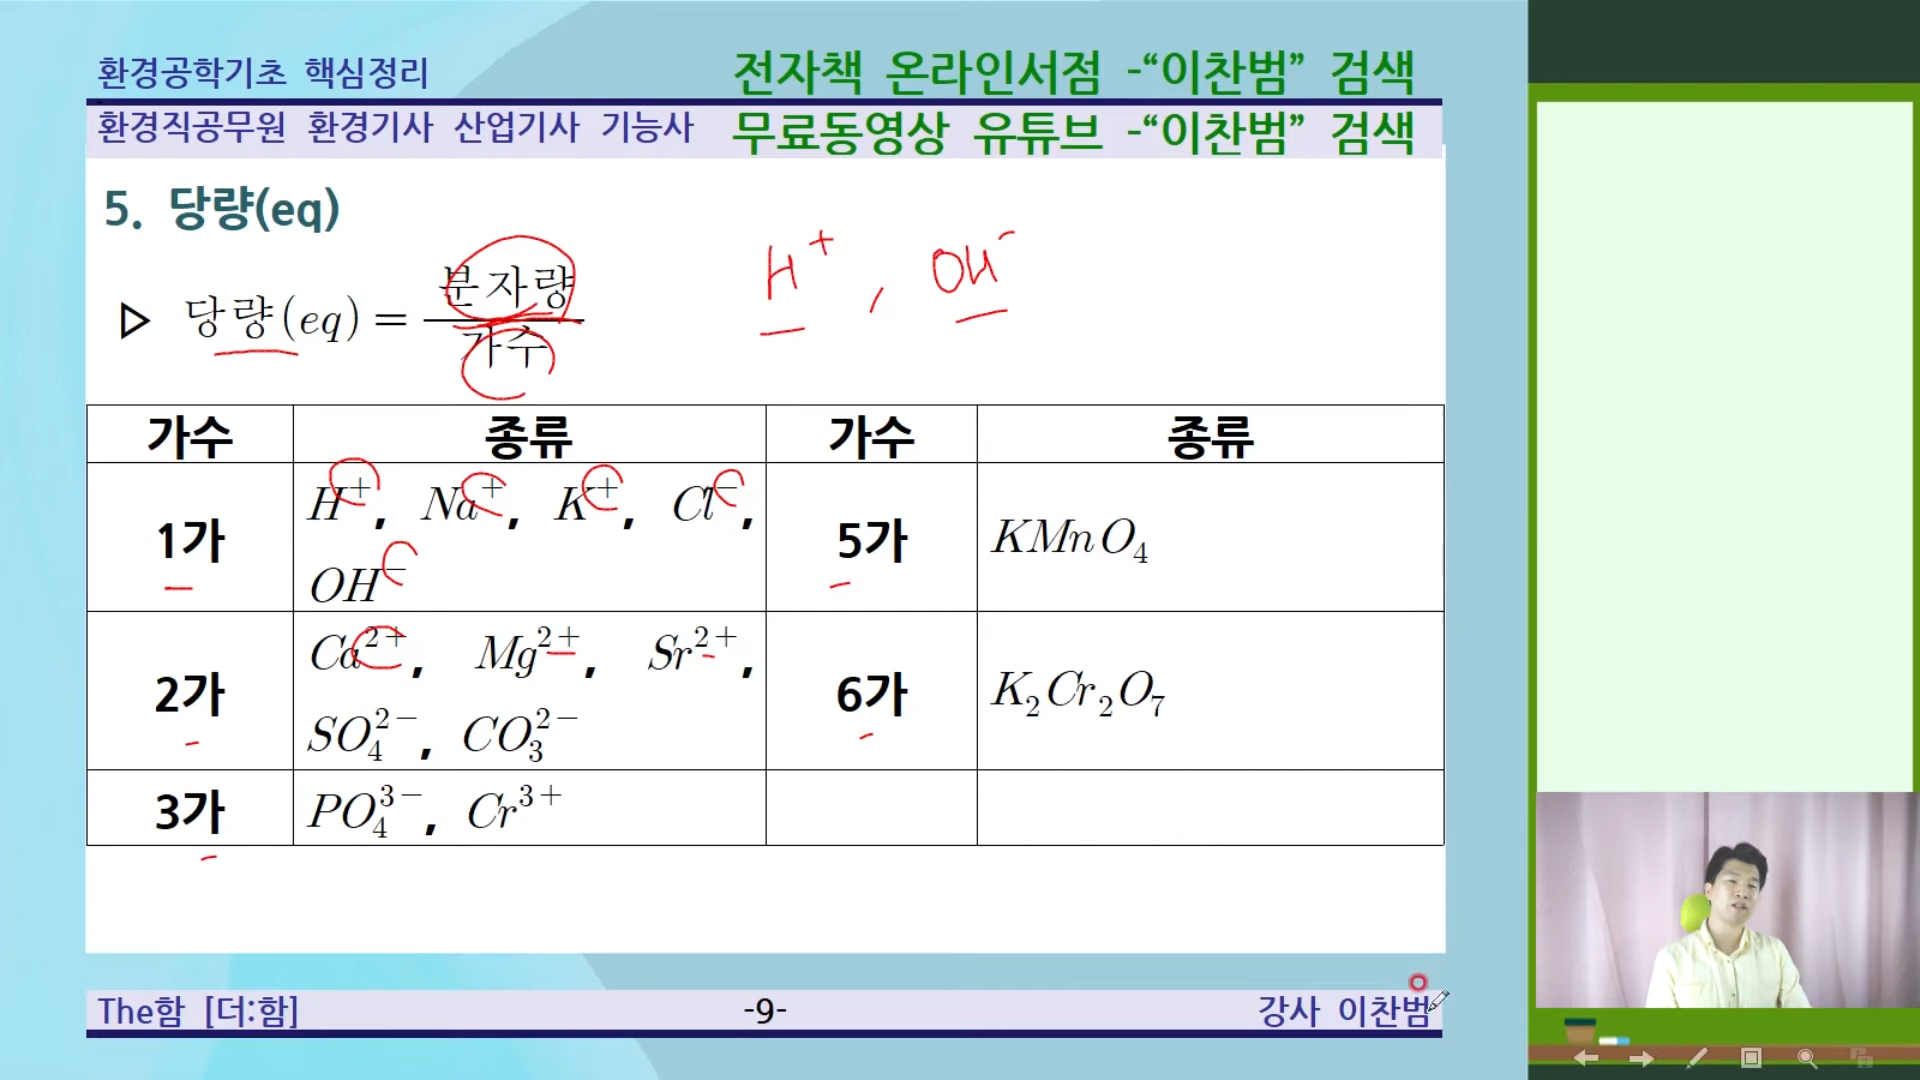 환경공학기초 핵심정리
전자책 온라인서점 -“이찬범” 검색
환경직공무원 환경기사 산업기사 기능사
무료동영상 유튜브 -“이찬범” 검색
5. 당량(eq)
▷ 당량(eq) = 분자량 / 가수
H⁺ , OH⁻
가수 종류 가수 종류
1가 H⁺, Na⁺, K⁺, Cl⁻, OH⁻ 5가 KMnO₄
2가 Ca²⁺, Mg²⁺, Sr²⁺, SO₄²⁻, CO₃²⁻ 6가 K₂Cr₂O₇
3가 PO₄³⁻, Cr³⁺
The함 [더:함]
-9-
강사 이찬범